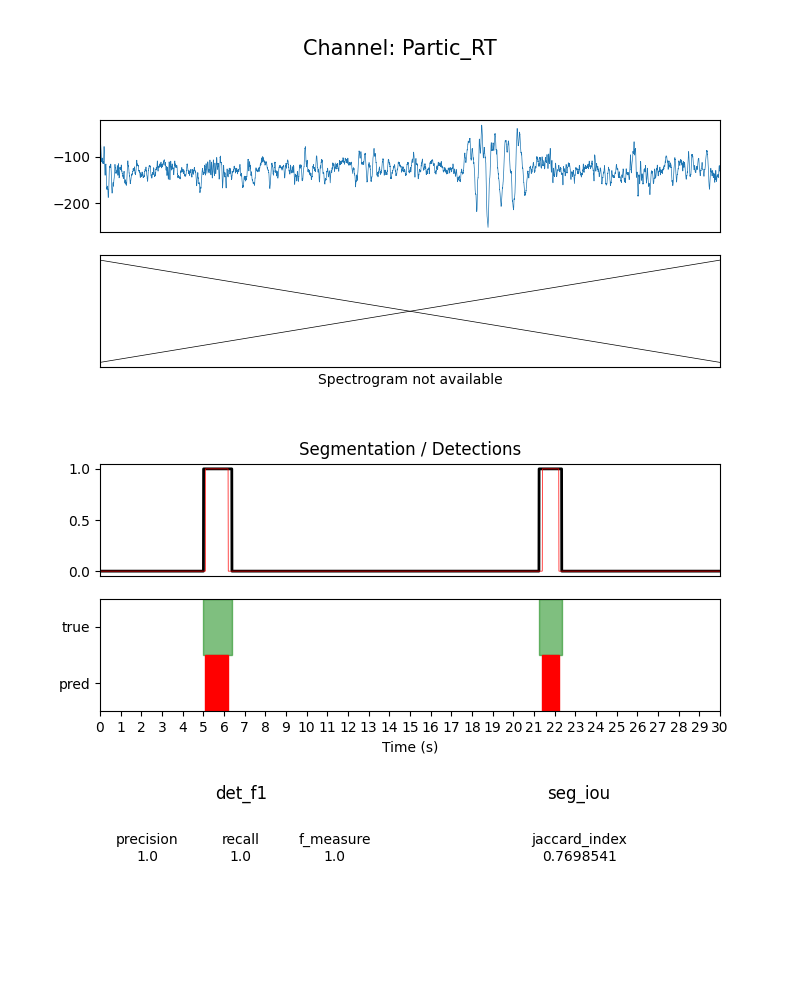 Channel: Partic_RT
−100
−200
Spectrogram not available
Segmentation / Detections
1.0
0.5
0.0
true
pred
0 1 2 3 4 5 6 7 8 9 10 11 12 13 14 15 16 17 18 19 20 21 22 23 24 25 26 27 28 29 30
Time (s)
det_f1 seg_iou
precision recall f_measure jaccard_index
1.0 1.0 1.0 0.7698541